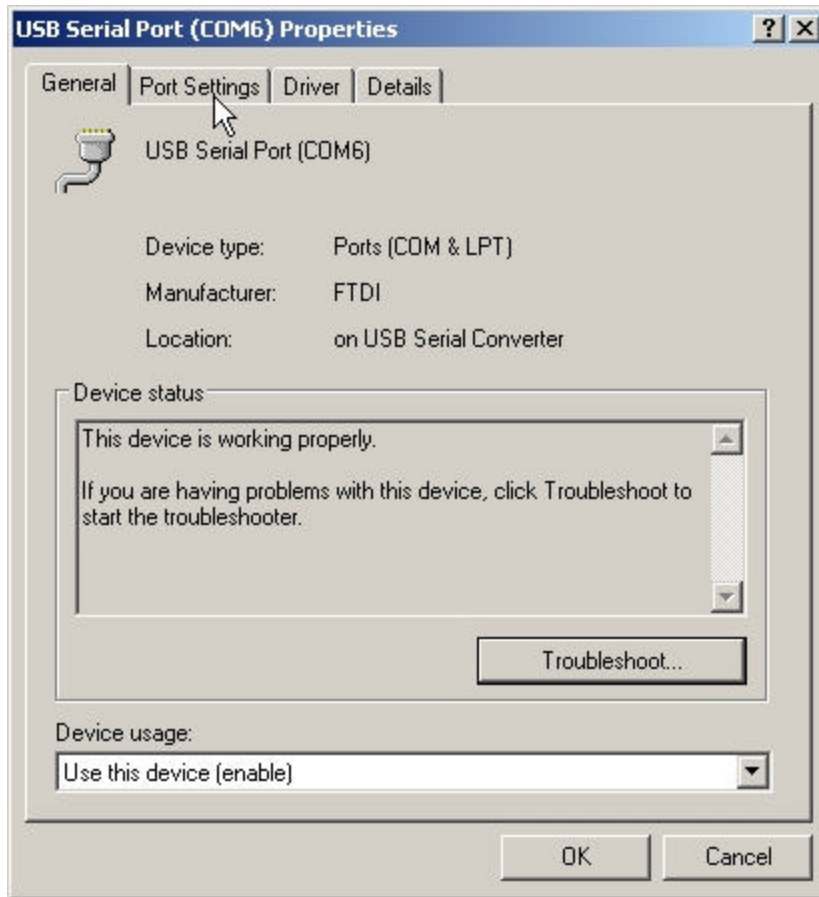 USB Serial Port (COM6) Properties
General Port Settings Driver Details
USB Serial Port (COM6)
Device type: Ports (COM & LPT)
Manufacturer: FTDI
Location: on USB Serial Converter
Device status
This device is working properly.
If you are having problems with this device, click Troubleshoot to
start the troubleshooter.
Troubleshoot...
Device usage:
Use this device (enable)
OK Cancel